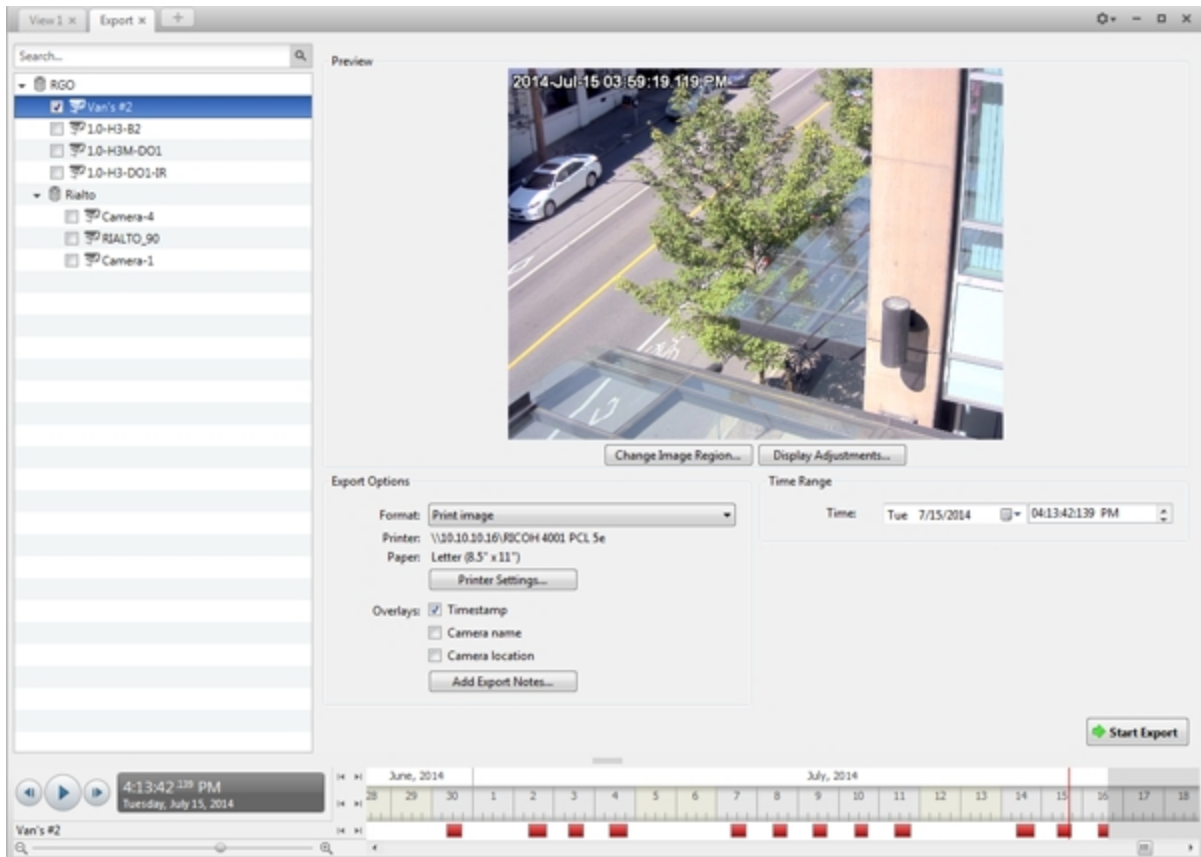 View 1
Export
Search...
RGO
Van's #2
1.0-H3-B2
1.0-H3M-DO1
1.0-H3-DO1-IR
Rialto
Camera-4
RIALTO_90
Camera-1
Preview
2014-Jul-15 03:59:19.119 PM
Change Image Region...
Display Adjustments...
Export Options
Format: Print image
Printer: \\10.10.10.16\RICOH 4001 PCL 5e
Paper: Letter (8.5" x 11")
Printer Settings...
Overlays: Timestamp
Camera name
Camera location
Add Export Notes...
Time Range
Time: Tue 7/15/2014 04:13:42:139 PM
Start Export
4:13:42.139 PM
Tuesday, July 15, 2014
June, 2014 July, 2014
28 29 30 1 2 3 4 5 6 7 8 9 10 11 12 13 14 15 16 17 18
Van's #2